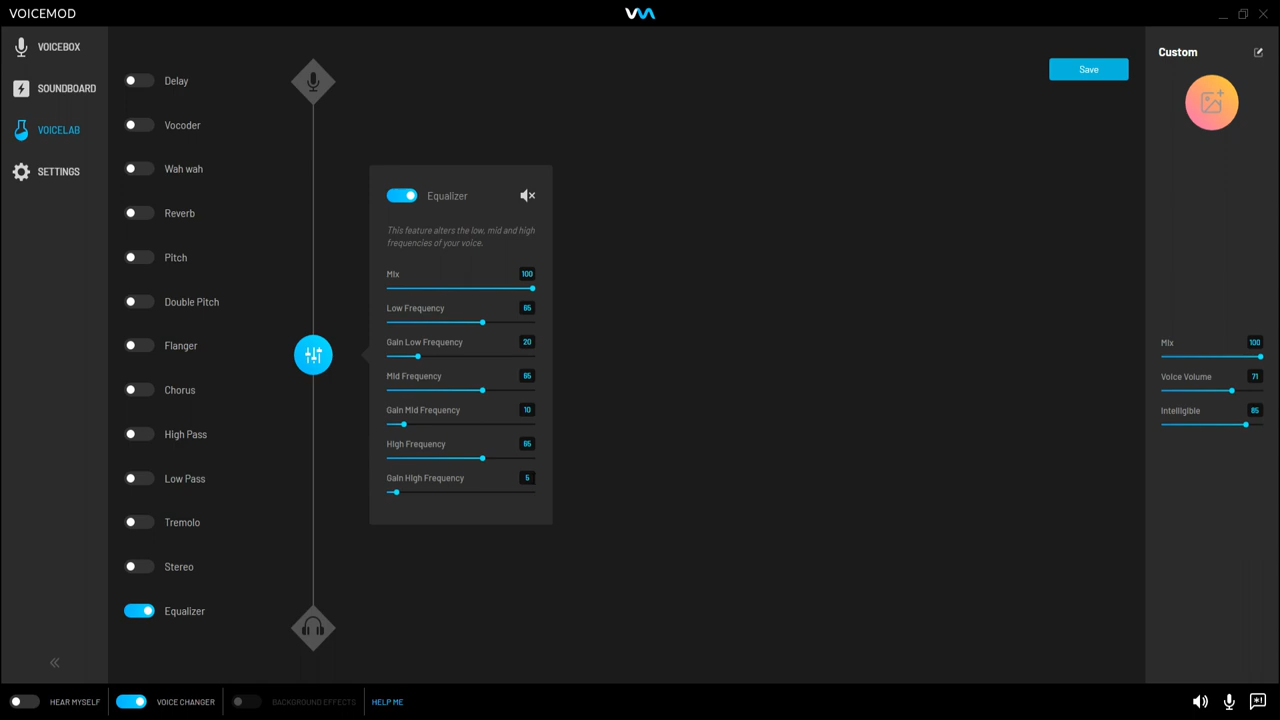 VOICEMOD
VOICEBOX
SOUNDBOARD
VOICELAB
SETTINGS
Delay
Vocoder
Wah wah
Reverb
Pitch
Double Pitch
Flanger
Chorus
High Pass
Low Pass
Tremolo
Stereo
Equalizer
Equalizer
This feature alters the low, mid and high
frequencies of your voice.
Mix 100
Low Frequency 65
Gain Low Frequency 20
Mid Frequency 65
Gain Mid Frequency 10
High Frequency 65
Gain High Frequency 5
Save
Custom
Mix 100
Voice Volume 71
Intelligible 85
HEAR MYSELF
VOICE CHANGER
BACKGROUND EFFECTS
HELP ME